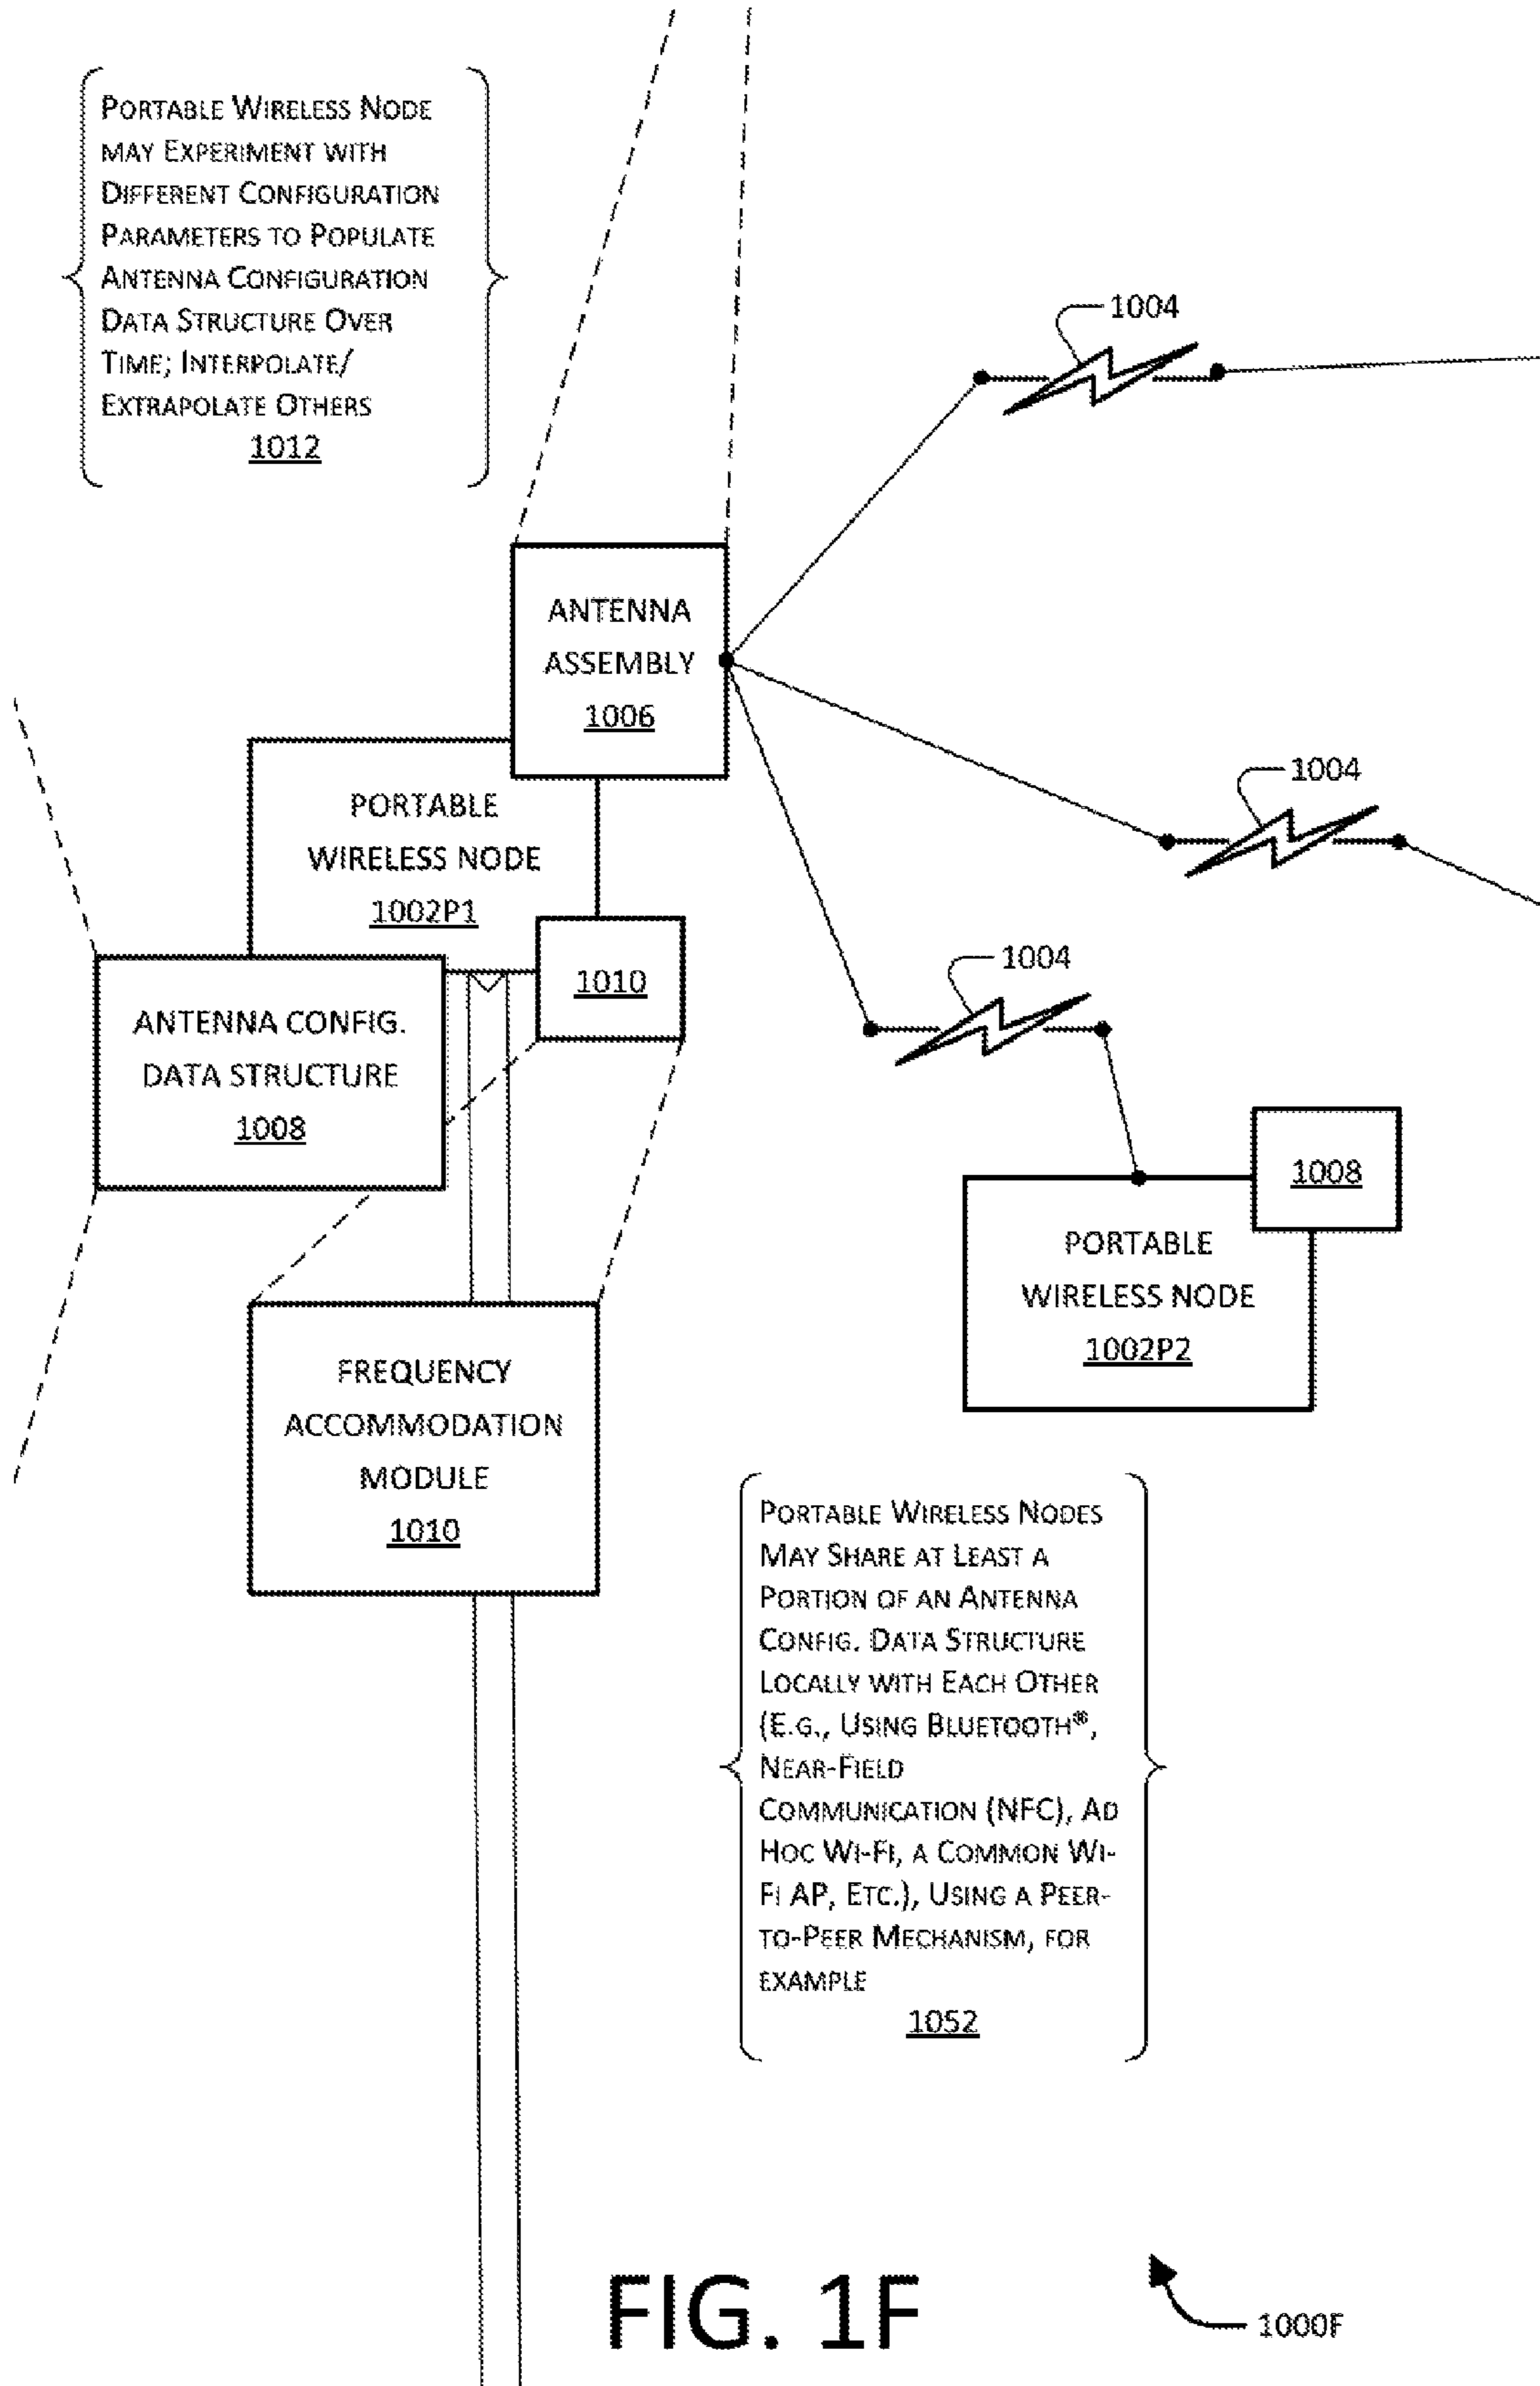 PORTABLE WIRELESS NODE
MAY EXPERIMENT WITH
DIFFERENT CONFIGURATION
PARAMETERS TO POPULATE
ANTENNA CONFIGURATION
DATA STRUCTURE OVER
TIME; INTERPOLATE/
EXTRAPOLATE OTHERS
1012
1004
ANTENNA
ASSEMBLY
1006
1004
PORTABLE
WIRELESS NODE
1002P1
1004
1010
ANTENNA CONFIG.
DATA STRUCTURE
1008
1008
PORTABLE
WIRELESS NODE
1002P2
FREQUENCY
ACCOMMODATION
MODULE
1010
PORTABLE WIRELESS NODES
MAY SHARE AT LEAST A
PORTION OF AN ANTENNA
CONFIG. DATA STRUCTURE
LOCALLY WITH EACH OTHER
(E.G., USING BLUETOOTH®,
NEAR-FIELD
COMMUNICATION (NFC), AD
HOC WI-FI, A COMMON WI-
FI AP, ETC.), USING A PEER-
TO-PEER MECHANISM, FOR
EXAMPLE
1052
FIG. 1F
1000F